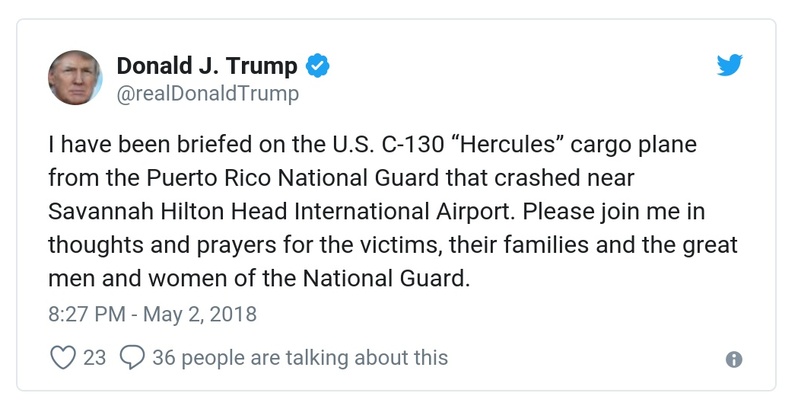 Donald J. Trump
@realDonaldTrump
I have been briefed on the U.S. C-130 “Hercules” cargo plane
from the Puerto Rico National Guard that crashed near
Savannah Hilton Head International Airport. Please join me in
thoughts and prayers for the victims, their families and the great
men and women of the National Guard.
8:27 PM - May 2, 2018
23 36 people are talking about this